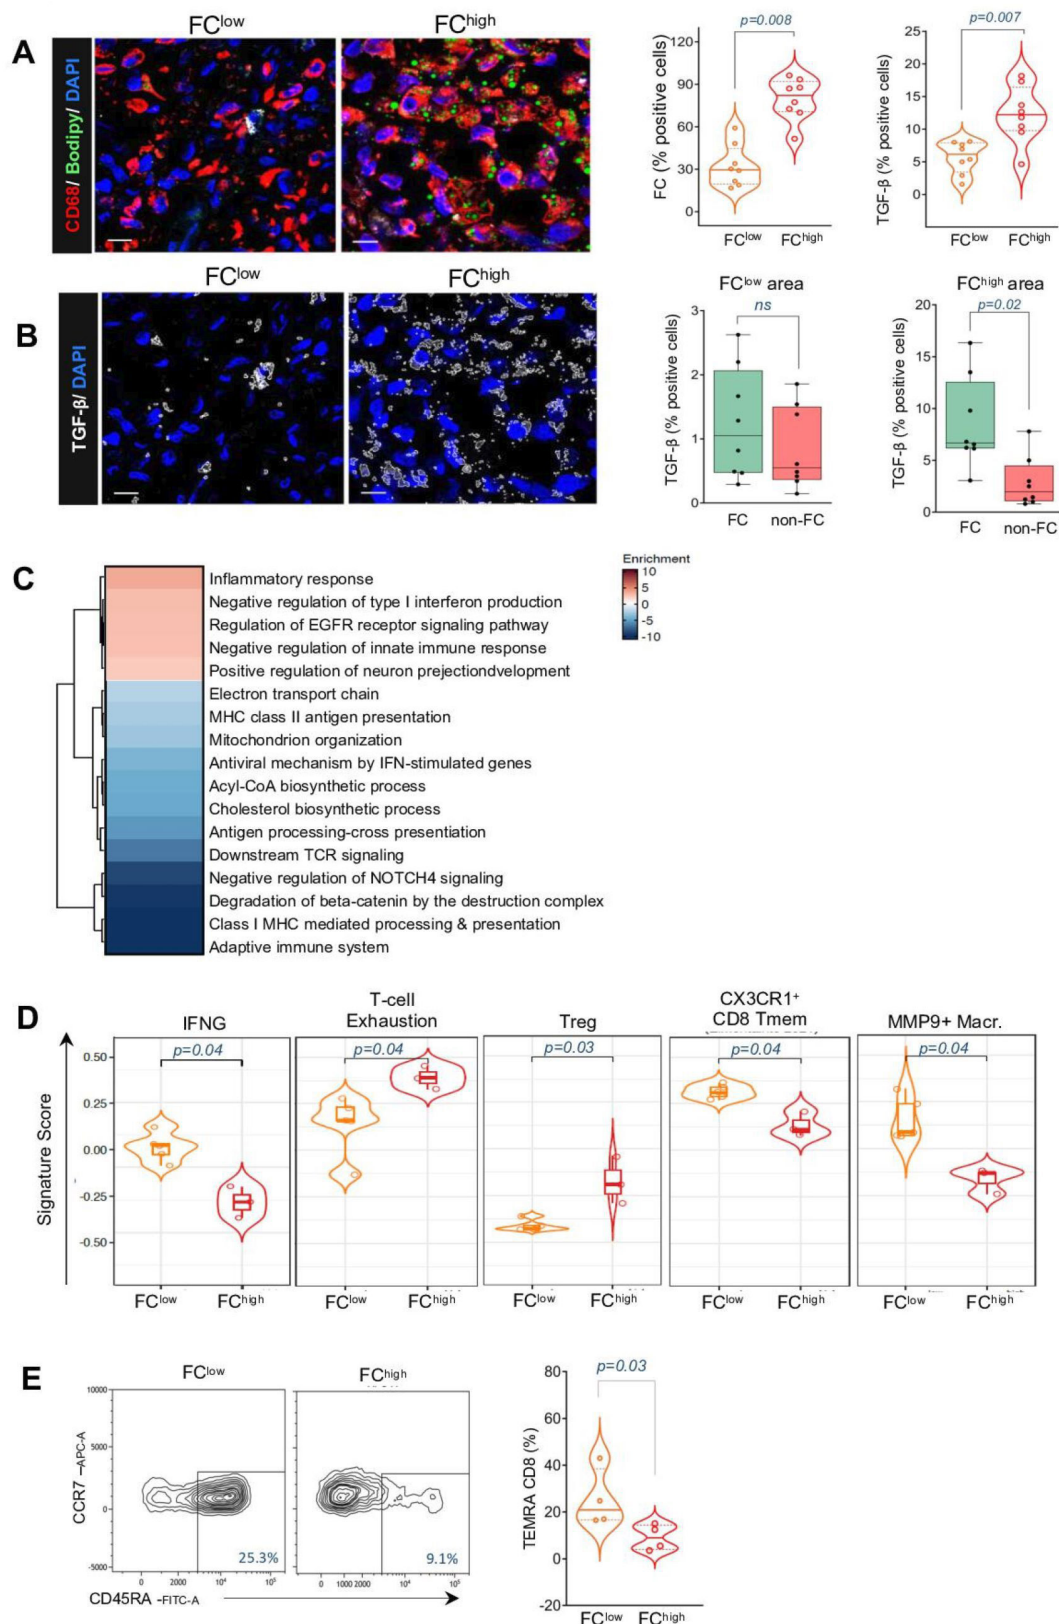 A
FClow
FChigh
CD68/ Bodipy/ DAPI
p=0.008
FC (% positive cells)
120
90
60
30
0
FClow
FChigh
p=0.007
TGF-β (% positive cells)
25
20
15
10
5
0
FClow
FChigh
B
FClow
FChigh
TGF-β/ DAPI
FClow area
ns
TGF-β (% positive cells)
3
2
1
0
FC
non-FC
FChigh area
p=0.02
TGF-β (% positive cells)
20
15
10
5
0
FC
non-FC
C
Inflammatory response
Negative regulation of type I interferon production
Regulation of EGFR receptor signaling pathway
Negative regulation of innate immune response
Positive regulation of neuron prejectiondvelopment
Electron transport chain
MHC class II antigen presentation
Mitochondrion organization
Antiviral mechanism by IFN-stimulated genes
Acyl-CoA biosynthetic process
Cholesterol biosynthetic process
Antigen processing-cross presentiation
Downstream TCR signaling
Negative regulation of NOTCH4 signaling
Degradation of beta-catenin by the destruction complex
Class I MHC mediated processing & presentation
Adaptive immune system
Enrichment
10
5
0
-5
-10
D
Signature Score
0.50
0.25
0.00
-0.25
-0.50
IFNG
p=0.04
FClow
FChigh
T-cell
Exhaustion
p=0.04
FClow
FChigh
Treg
p=0.03
FClow
FChigh
CX3CR1+
CD8 Tmem
p=0.04
FClow
FChigh
MMP9+ Macr.
p=0.04
FClow
FChigh
E
FClow
FChigh
CCR7 –APC-A
10000
5000
0
-5000
25.3%
0
2000
10⁴
10⁵
9.1%
0
1000 2000
10⁴
10⁵
CD45RA -FITC-A
p=0.03
TEMRA CD8 (%)
80
60
40
20
0
-20
FClow
FChigh